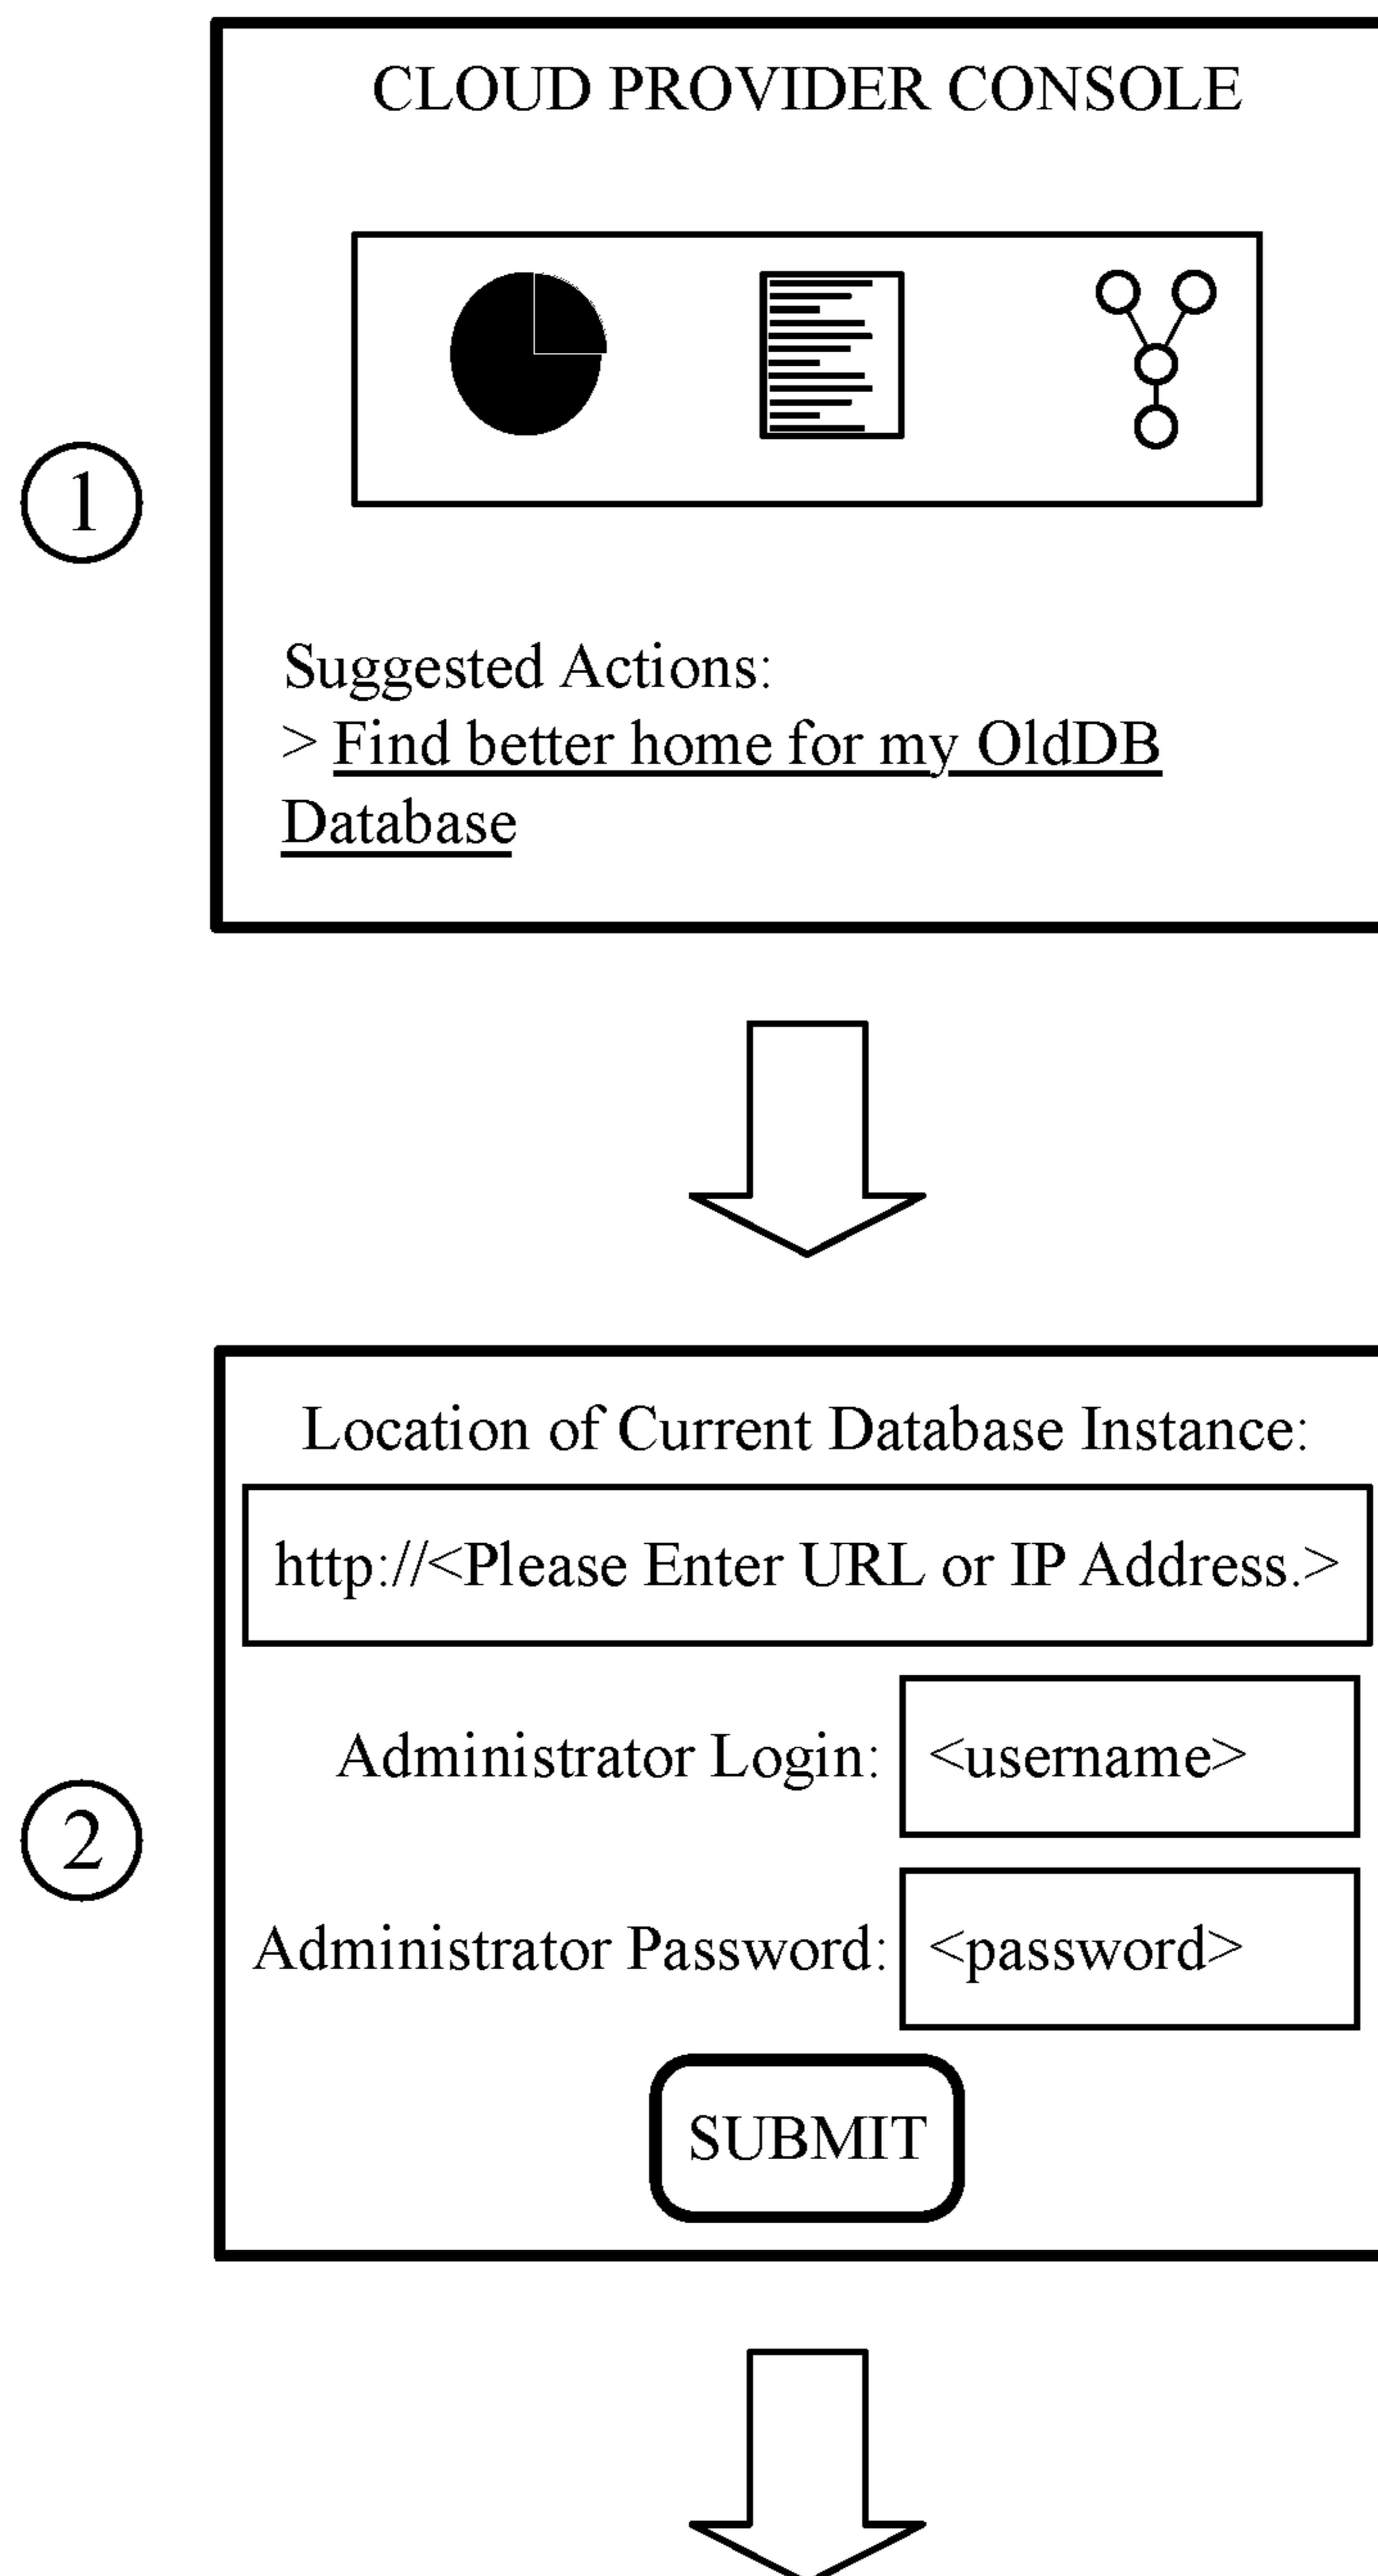 CLOUD PROVIDER CONSOLE
1
Suggested Actions:
> Find better home for my OldDB
Database
Location of Current Database Instance:
http://<Please Enter URL or IP Address.>
Administrator Login: <username>
2
Administrator Password: <password>
SUBMIT